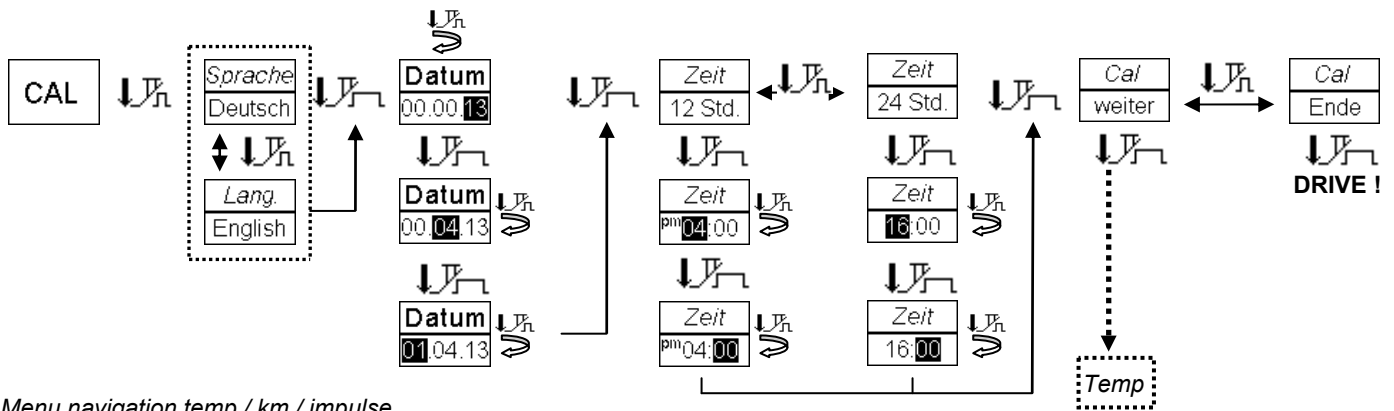 CAL
Sprache
Deutsch
Lang.
English
Datum
00.00.13
Datum
00.04.13
Datum
01.04.13
Zeit
12 Std.
Zeit
pm04:00
Zeit
pm04:00
Zeit
24 Std.
16:00
Zeit
16:00
Cal
weiter
Cal
Ende
DRIVE !
Temp
Menu navigation temp / km / impulse